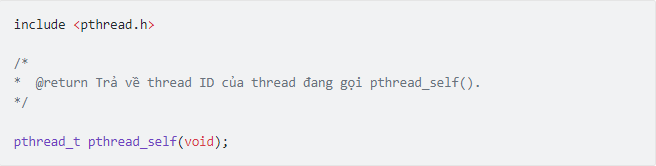 include <pthread.h>
/*
* @return Trả về thread ID của thread đang gọi pthread_self().
*/
pthread_t pthread_self(void);